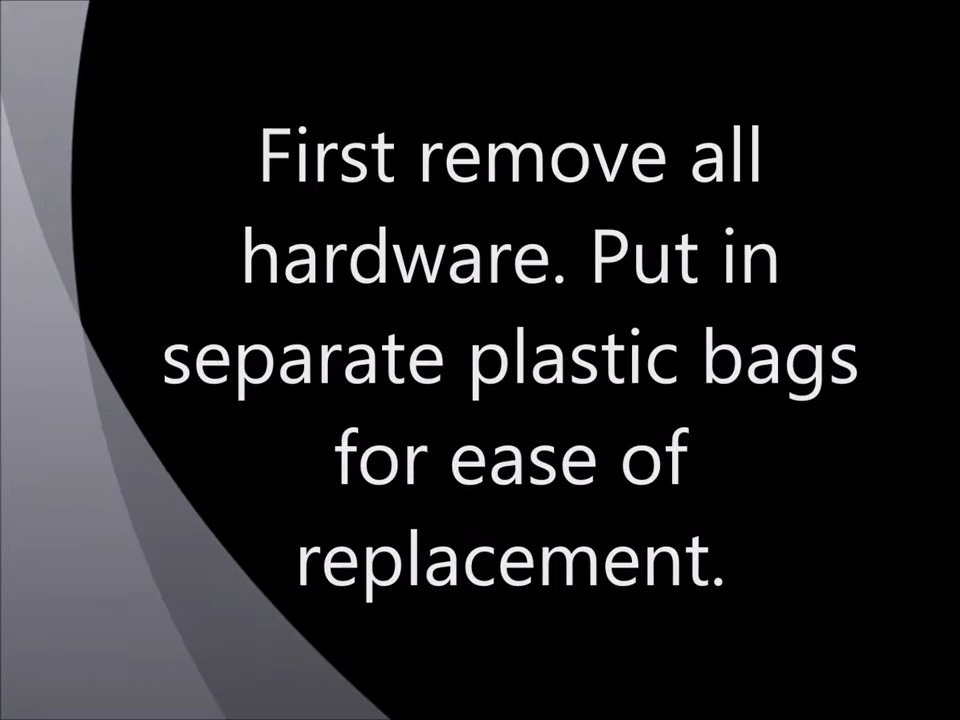 First remove all
hardware. Put in
separate plastic bags
for ease of
replacement.